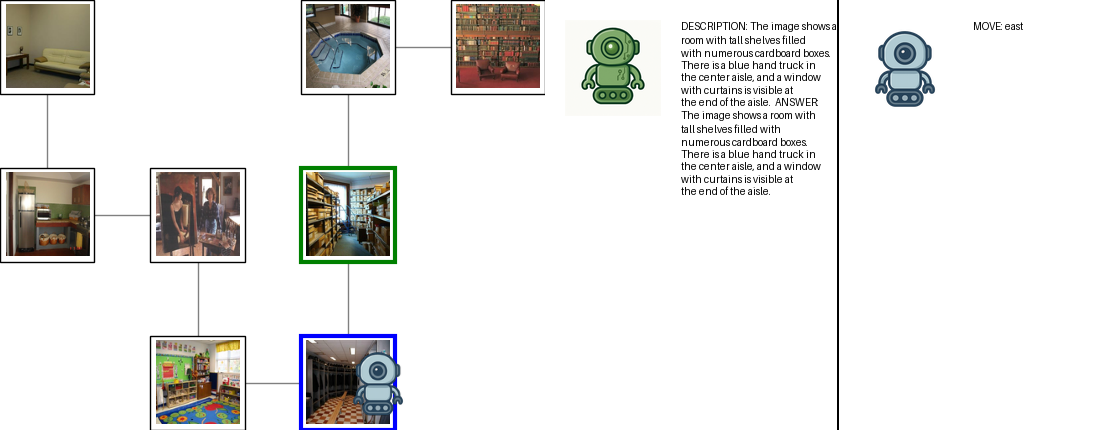 DESCRIPTION: The image shows a
room with tall shelves filled
with numerous cardboard boxes.
There is a blue hand truck in
the center aisle, and a window
with curtains is visible at
the end of the aisle.  ANSWER:
The image shows a room with
tall shelves filled with
numerous cardboard boxes.
There is a blue hand truck in
the center aisle, and a window
with curtains is visible at
the end of the aisle.
MOVE: east